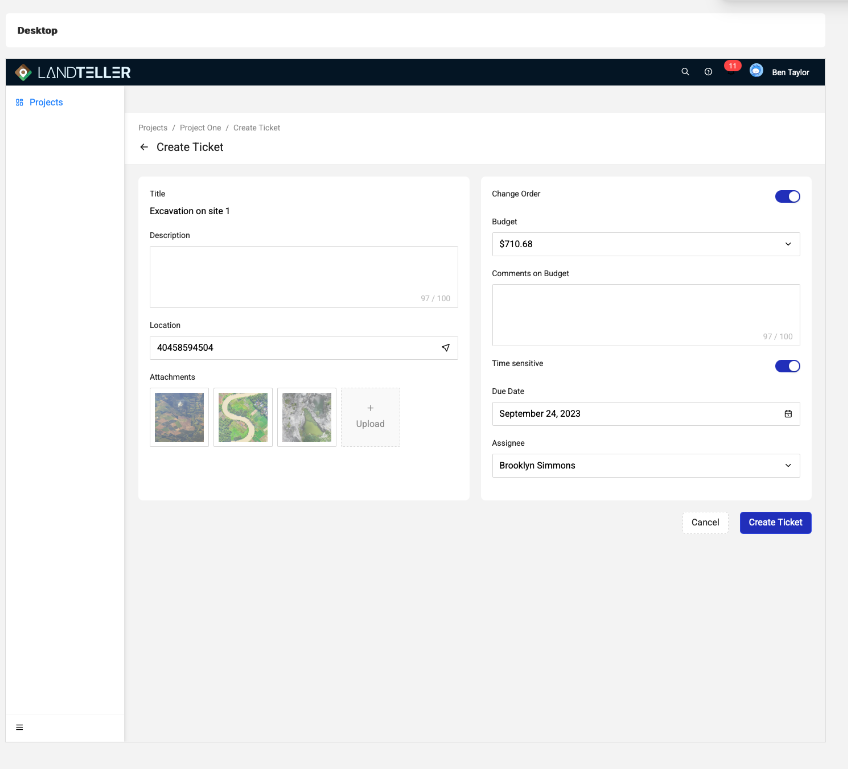 Desktop
LANDTELLER
11
Ben Taylor
Projects
Projects / Project One / Create Ticket
Create Ticket
Title
Excavation on site 1
Description
97 / 100
Location
40458594504
Attachments
+
Upload
Change Order
Budget
$710.68
Comments on Budget
97 / 100
Time sensitive
Due Date
September 24, 2023
Assignee
Brooklyn Simmons
Cancel
Create Ticket